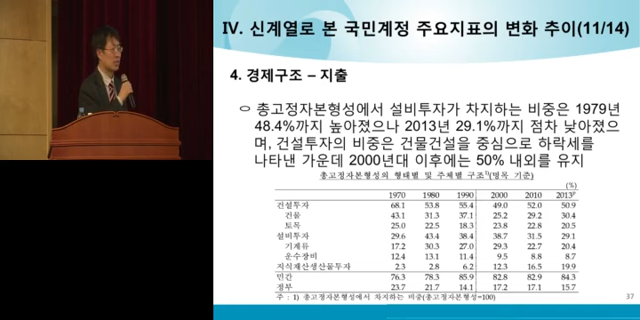 Ⅳ. 신계열로 본 국민계정 주요지표의 변화 추이(11/14)
4. 경제구조 – 지출
○ 총고정자본형성에서 설비투자가 차지하는 비중은 1979년
48.4%까지 높아졌으나 2013년 29.1%까지 점차 낮아졌으
며, 건설투자의 비중은 건물건설을 중심으로 하락세를
나타낸 가운데 2000년대 이후에는 50% 내외를 유지
총고정자본형성의 형태별 및 주체별 구조1)(명목 기준)
(%)
1970 1980 1990 2000 2010 2013p
건설투자 68.1 53.8 55.4 49.0 52.0 50.9
건물 43.1 31.3 37.1 25.2 29.2 30.4
토목 25.0 22.5 18.3 23.8 22.8 20.5
설비투자 29.6 43.4 38.4 38.7 31.5 29.1
기계류 17.2 30.3 27.0 29.3 22.7 20.4
운수장비 12.4 13.1 11.4 9.5 8.8 8.7
지식재산생산물투자 2.3 2.8 6.2 12.3 16.5 19.9
민간 76.3 78.3 85.9 82.8 82.9 84.3
정부 23.7 21.7 14.1 17.2 17.1 15.7
주 : 1) 총고정자본형성에서 차지하는 비중(총고정자본형성=100)
37